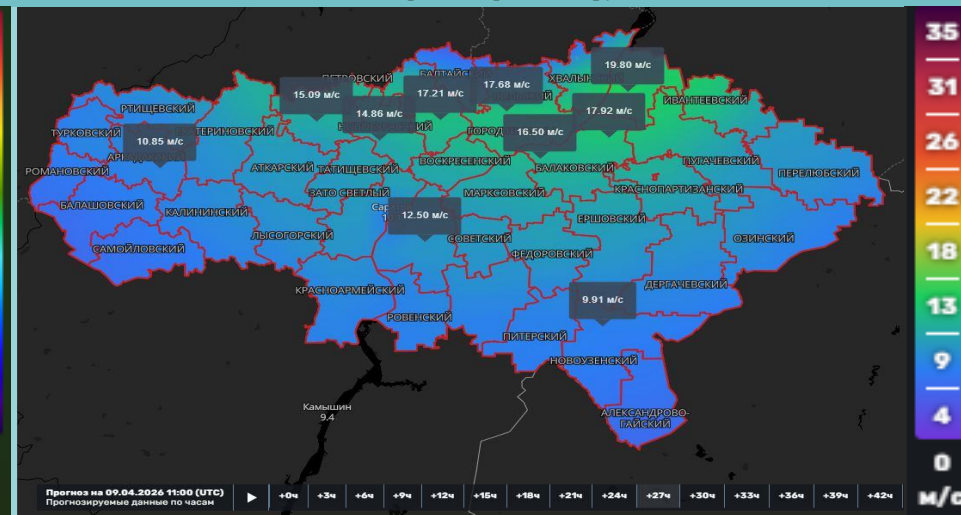 19.80 м/с
ПЕТРОВСКИЙ
17.68 м/с
15.09 м/с
17.21 м/с
ИВАНТЕЕВСКИЙ
РТИЩЕВСКИЙ
14.86 м/с
17.92 м/с
ТУРКОВСКИЙ
10.85 м/с
16.50 м/с
АТКАРСКИЙ
ТАТИЩЕВСКИЙ
ВОСКРЕСЕНСКИЙ
БАЛАКОВСКИЙ
ПУГАЧЕВСКИЙ
ПЕРЕЛЮБСКИЙ
РОМАНОВСКИЙ
ЗАТО СВЕТЛЫЙ
МАРКСОВСКИЙ
КРАСНОПАРТИЗАНСКИЙ
БАЛАШОВСКИЙ
КАЛИНИНСКИЙ
12.50 м/с
ЕРШОВСКИЙ
ЛЫСОГОРСКИЙ
СОВЕТСКИЙ
ОЗИНСКИЙ
САМОЙЛОВСКИЙ
ФЕДОРОВСКИЙ
КРАСНОАРМЕЙСКИЙ
9.91 м/с
ДЕРГАЧЕВСКИЙ
РОВЕНСКИЙ
ПИТЕРСКИЙ
НОВОУЗЕНСКИЙ
Камышин
9.4
АЛЕКСАНДРОВО-
ГАЙСКИЙ
Прогноз на 09.04.2026 11:00 (UTC)
Прогнозируемые данные по часам
+0ч +3ч +6ч +9ч +12ч +15ч +18ч +21ч +24ч +27ч +30ч +33ч +36ч +39ч +42ч
35
31
26
22
18
13
9
4
0
м/с